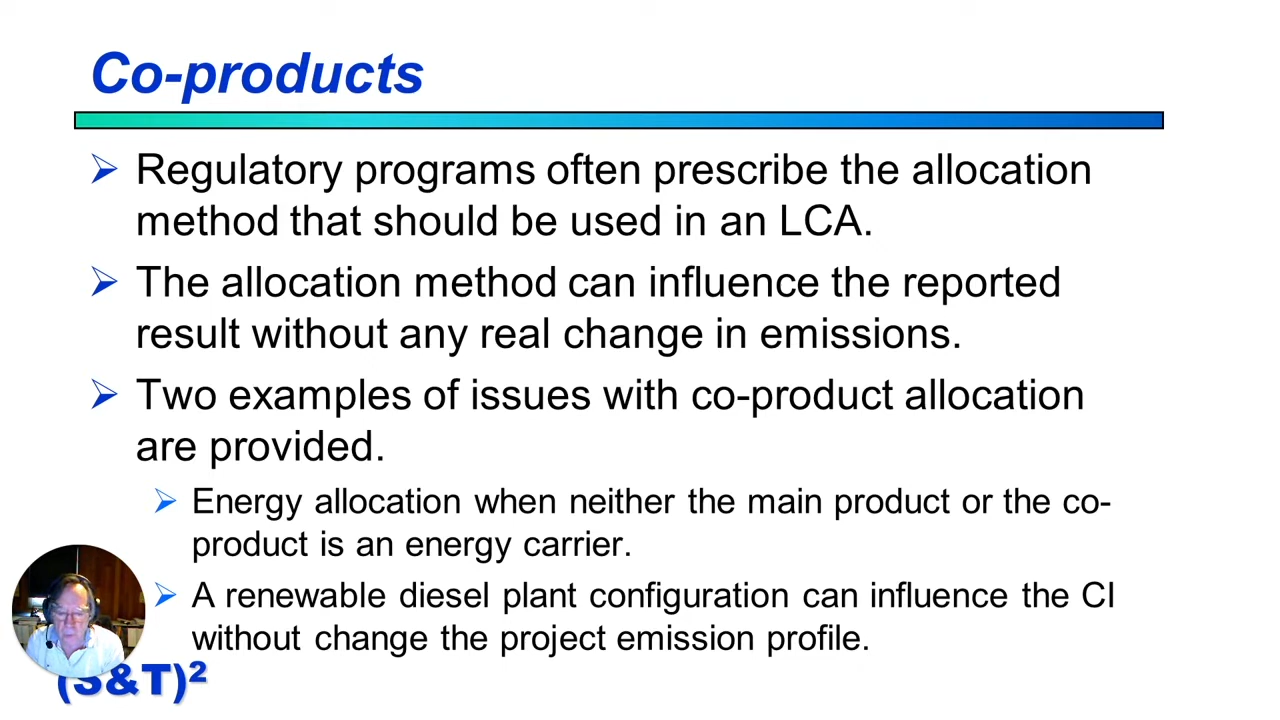 Co-products
Regulatory programs often prescribe the allocation
method that should be used in an LCA.
The allocation method can influence the reported
result without any real change in emissions.
Two examples of issues with co-product allocation
are provided.
Energy allocation when neither the main product or the co-
product is an energy carrier.
A renewable diesel plant configuration can influence the CI
without change the project emission profile.
(S&T)²